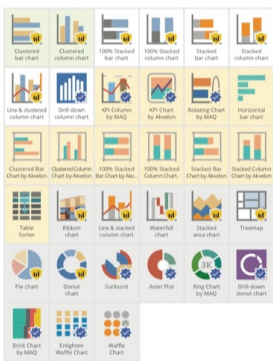 Clustered
bar chart
Clustered
column chart
100% Stacked
bar chart
100% Stacked
column chart
Stacked
bar chart
Stacked
column chart
Line & clustered
column chart
Drill-down
column chart
KPI Column
by MAQ
KPI Chart
by Akvelon
Rotating Chart
by MAQ
Horizontal
bar chart
Clustered Bar
Chart by Akvelon
Clustered Column
Chart by Akvelon
100% Stacked
Bar Chart by Akv...
100% Stacked
Column Chart...
Stacked Bar
Chart by Akvelon
Stacked Column
Chart by Akvelon
Table
Sorter
Ribbon
chart
Line & stacked
column chart
Waterfall
chart
Stacked
area chart
Treemap
Pie chart
Donut
chart
Sunburst
Aster Plot
3K
Ring Chart
by MAQ
Drill-down
donut chart
Brick Chart
by MAQ
Enlighten
Waffle Chart
Waffle
Chart